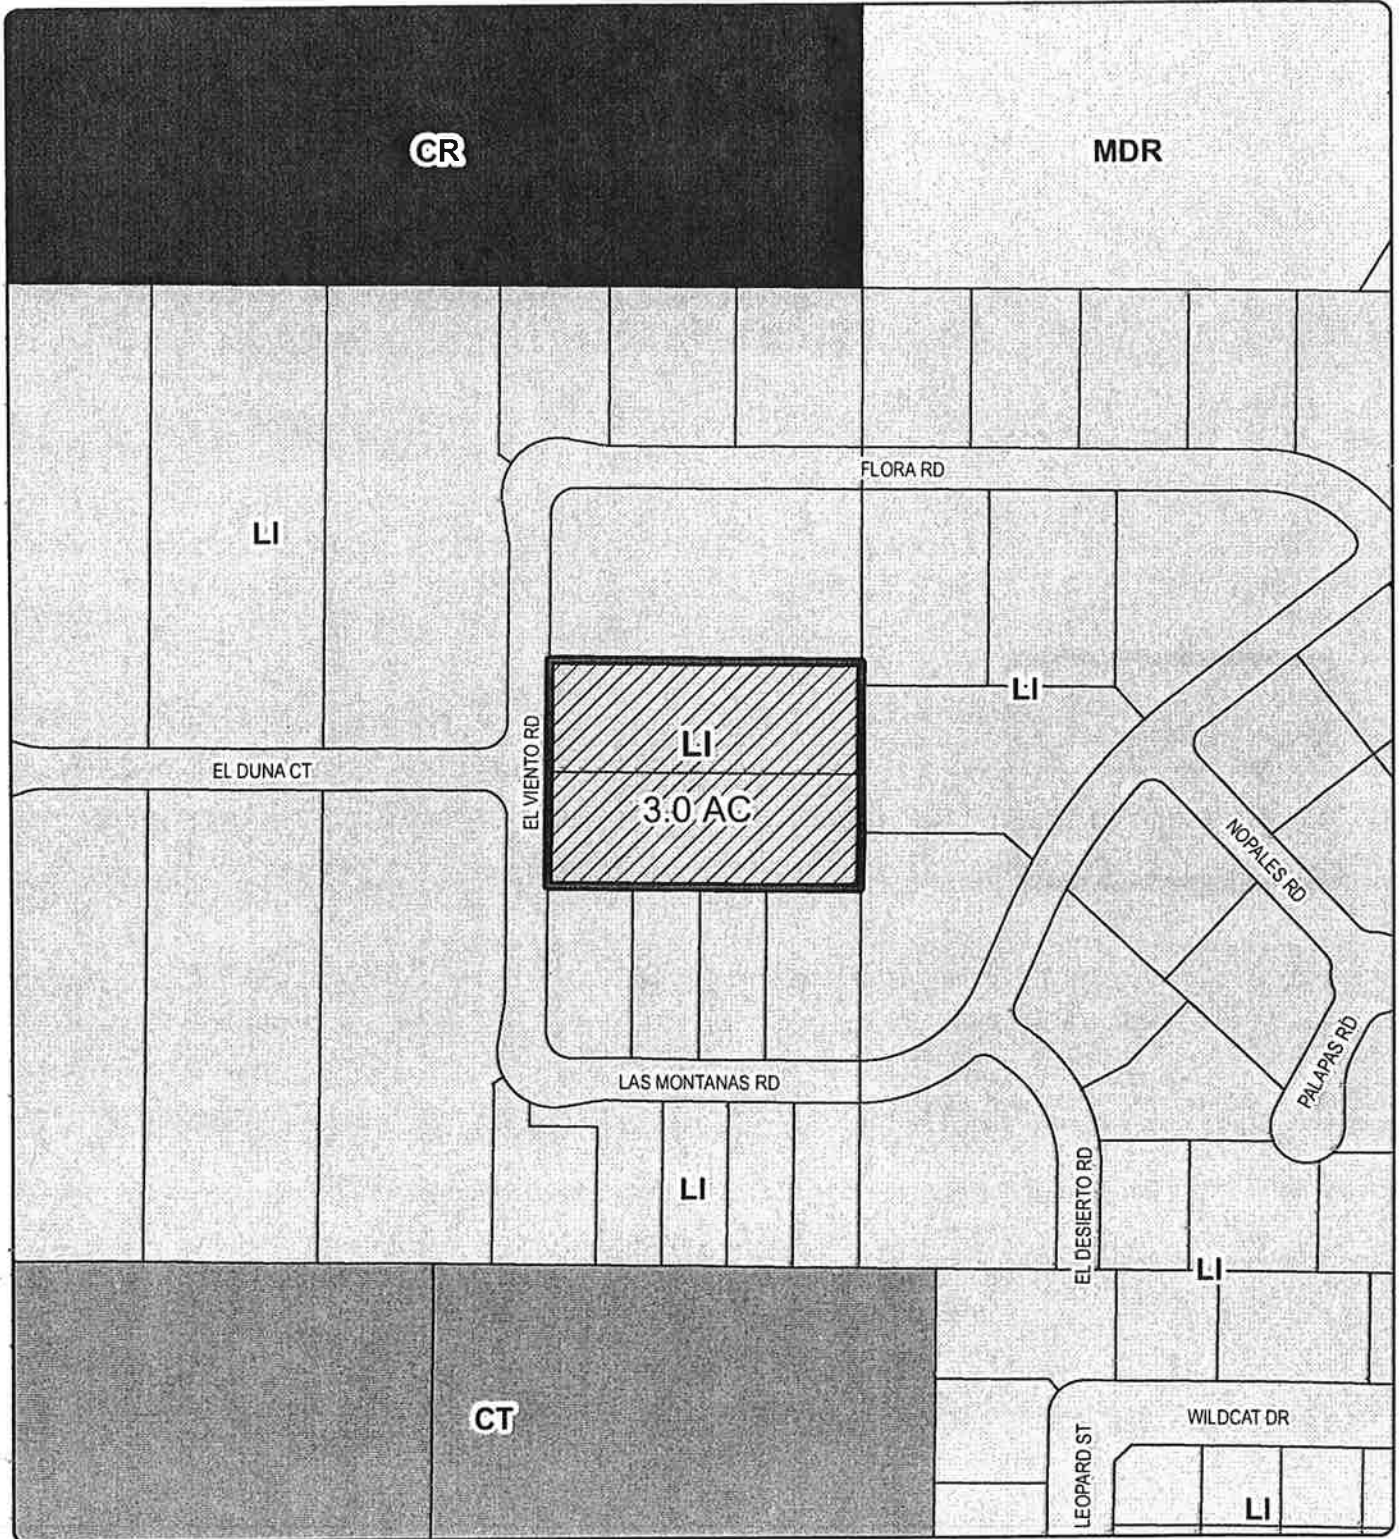 CR
MDR
FLORA RD
LI
LI
EL VIENTO RD
LI
EL DUNA CT
3.0 AC
NOPALES RD
PALAPAS RD
LAS MONTANAS RD
LI
EL DESIERTO RD
LI
CT
WILDCAT DR
LEOPARD ST
LI